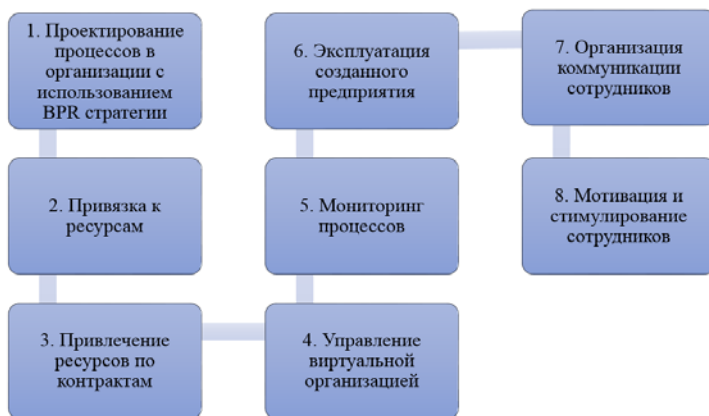 1. Проектирование
процессов в
организации с
использованием
BPR стратегии
2. Привязка к
ресурсам
3. Привлечение
ресурсов по
контрактам
4. Управление
виртуальной
организацией
5. Мониторинг
процессов
6. Эксплуатация
созданного
предприятия
7. Организация
коммуникации
сотрудников
8. Мотивация и
стимулирование
сотрудников